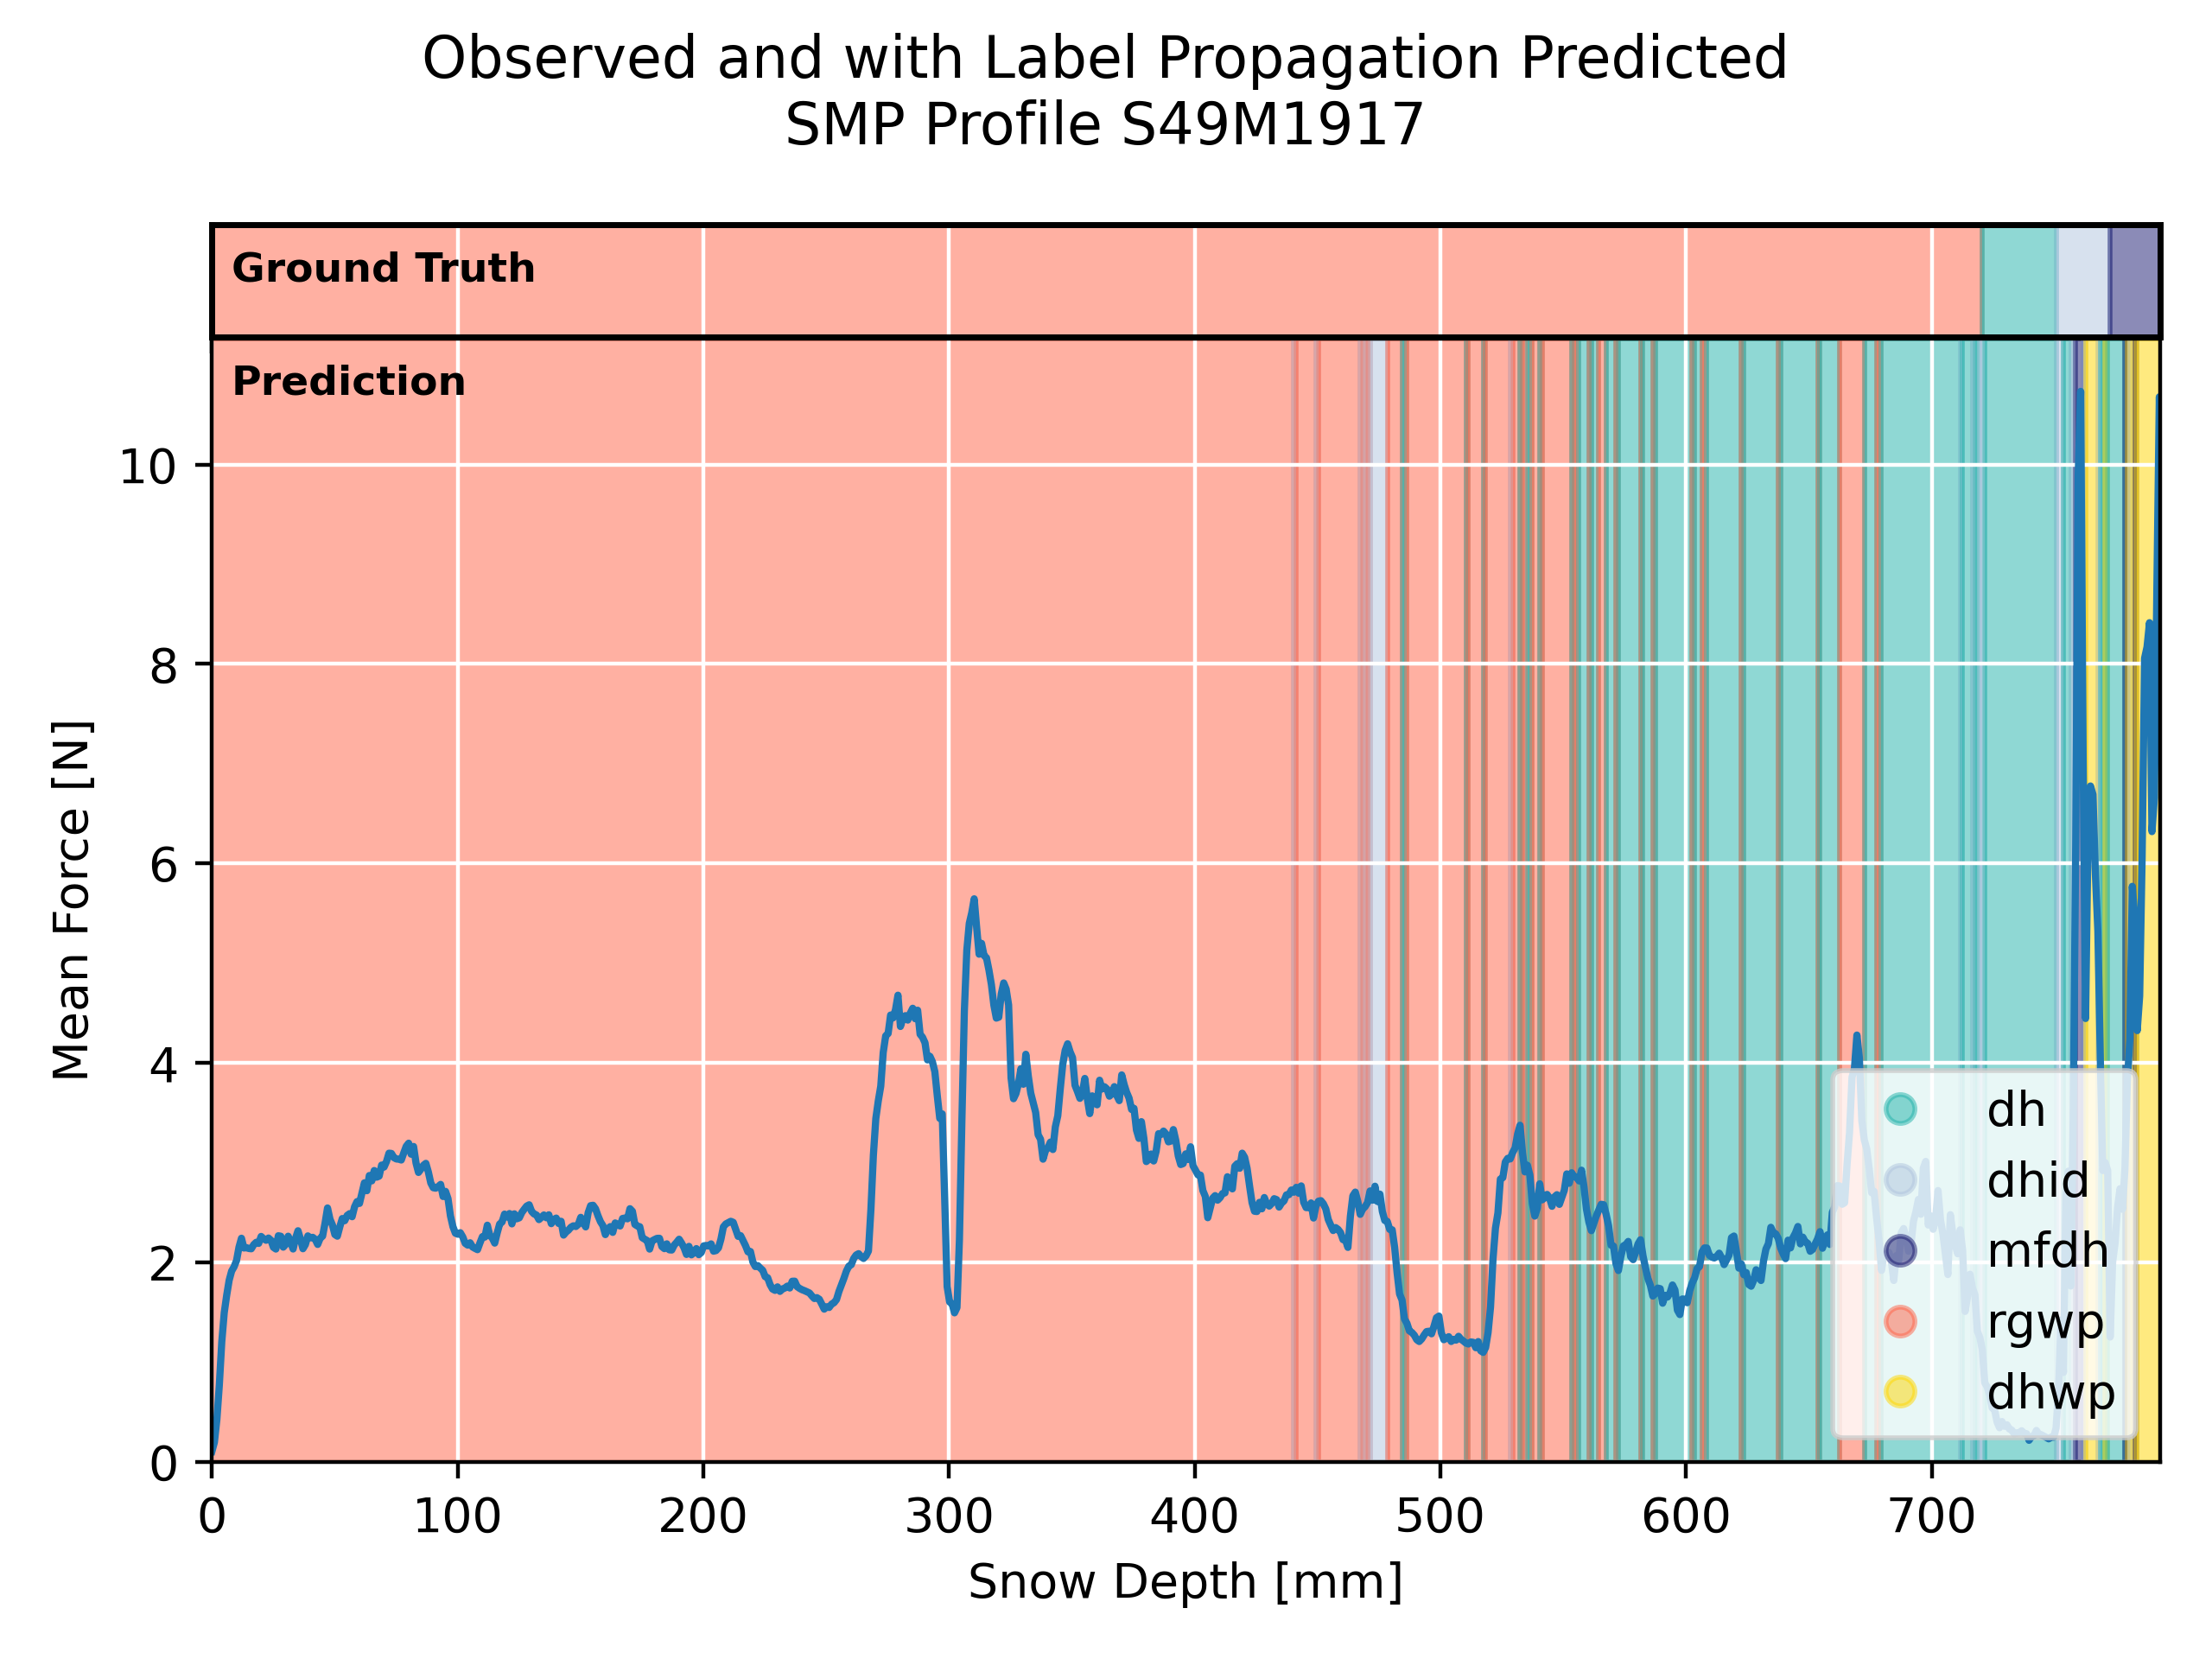 Observed and with Label Propagation Predicted
SMP Profile S49M1917
Ground Truth
Prediction
10
8
6
4
2
0
Mean Force [N]
dh
dhid
mfdh
rgwp
dhwp
0 100 200 300 400 500 600 700
Snow Depth [mm]